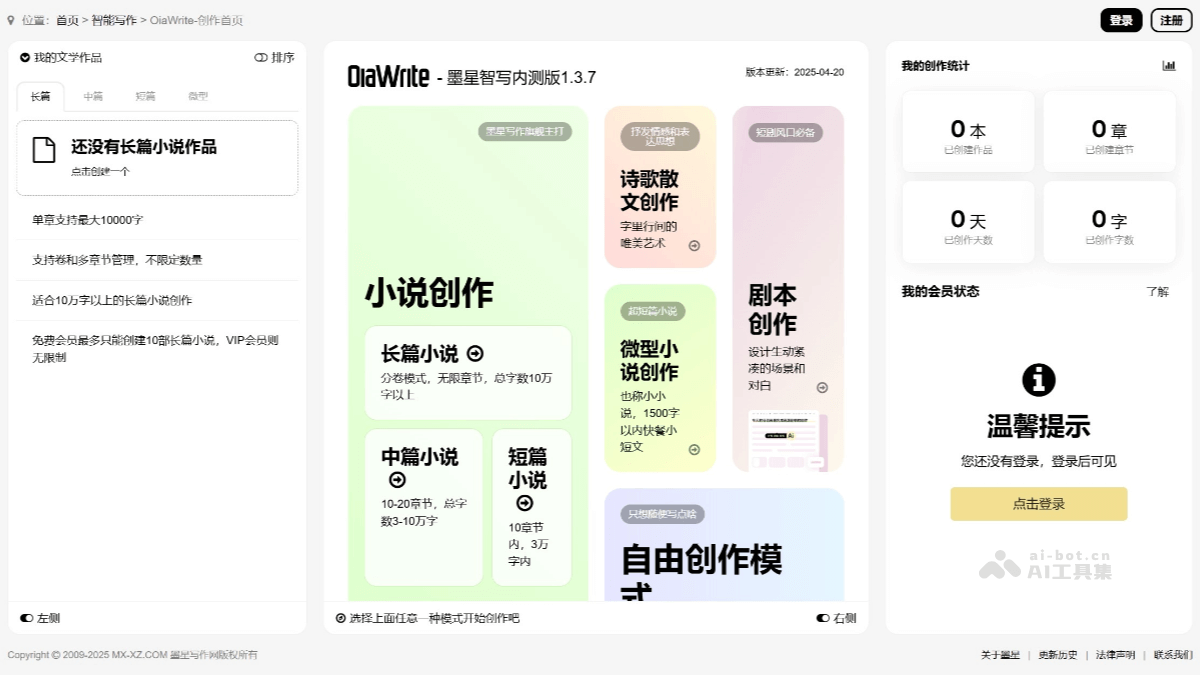 位置: 首页 > 智能写作 > OiaWrite-创作首页
登录
注册
我的文学作品
排序
长篇
中篇
短篇
微型
还没有长篇小说作品
点击创建一个
单章支持最大10000字
支持卷和多章节管理，不限定数量
适合10万字以上的长篇小说创作
免费会员最多只能创建10部长篇小说，VIP会员则
无限制
左侧
OiaWrite - 墨星智写内测版1.3.7
版本更新：2025-04-20
墨星写作旗舰主打
小说创作
长篇小说
分卷模式，无限章节，总字数10万
字以上
中篇小说
10-20章节，总字
数3-10万字
短篇
小说
10章节
内，3万
字内
抒发情感和表
达思想
诗歌散
文创作
字里行间的
唯美艺术
超短篇小说
微型小
说创作
也称小小
说，1500字
以内快餐小
短文
短剧风口必备
剧本
创作
设计生动紧
凑的场景和
对白
只想随便写点啥
自由创作模
式
选择上面任意一种模式开始创作吧
右侧
我的创作统计
0 本
已创建作品
0 章
已创建章节
0 天
已创作天数
0 字
已创作字数
我的会员状态
了解
温馨提示
您还没有登录，登录后可见
点击登录
ai-bot.cn
AI工具集
Copyright © 2009-2025 MX-XZ.COM 墨星写作网版权所有
关于墨星 | 更新历史 | 法律声明 | 联系我们